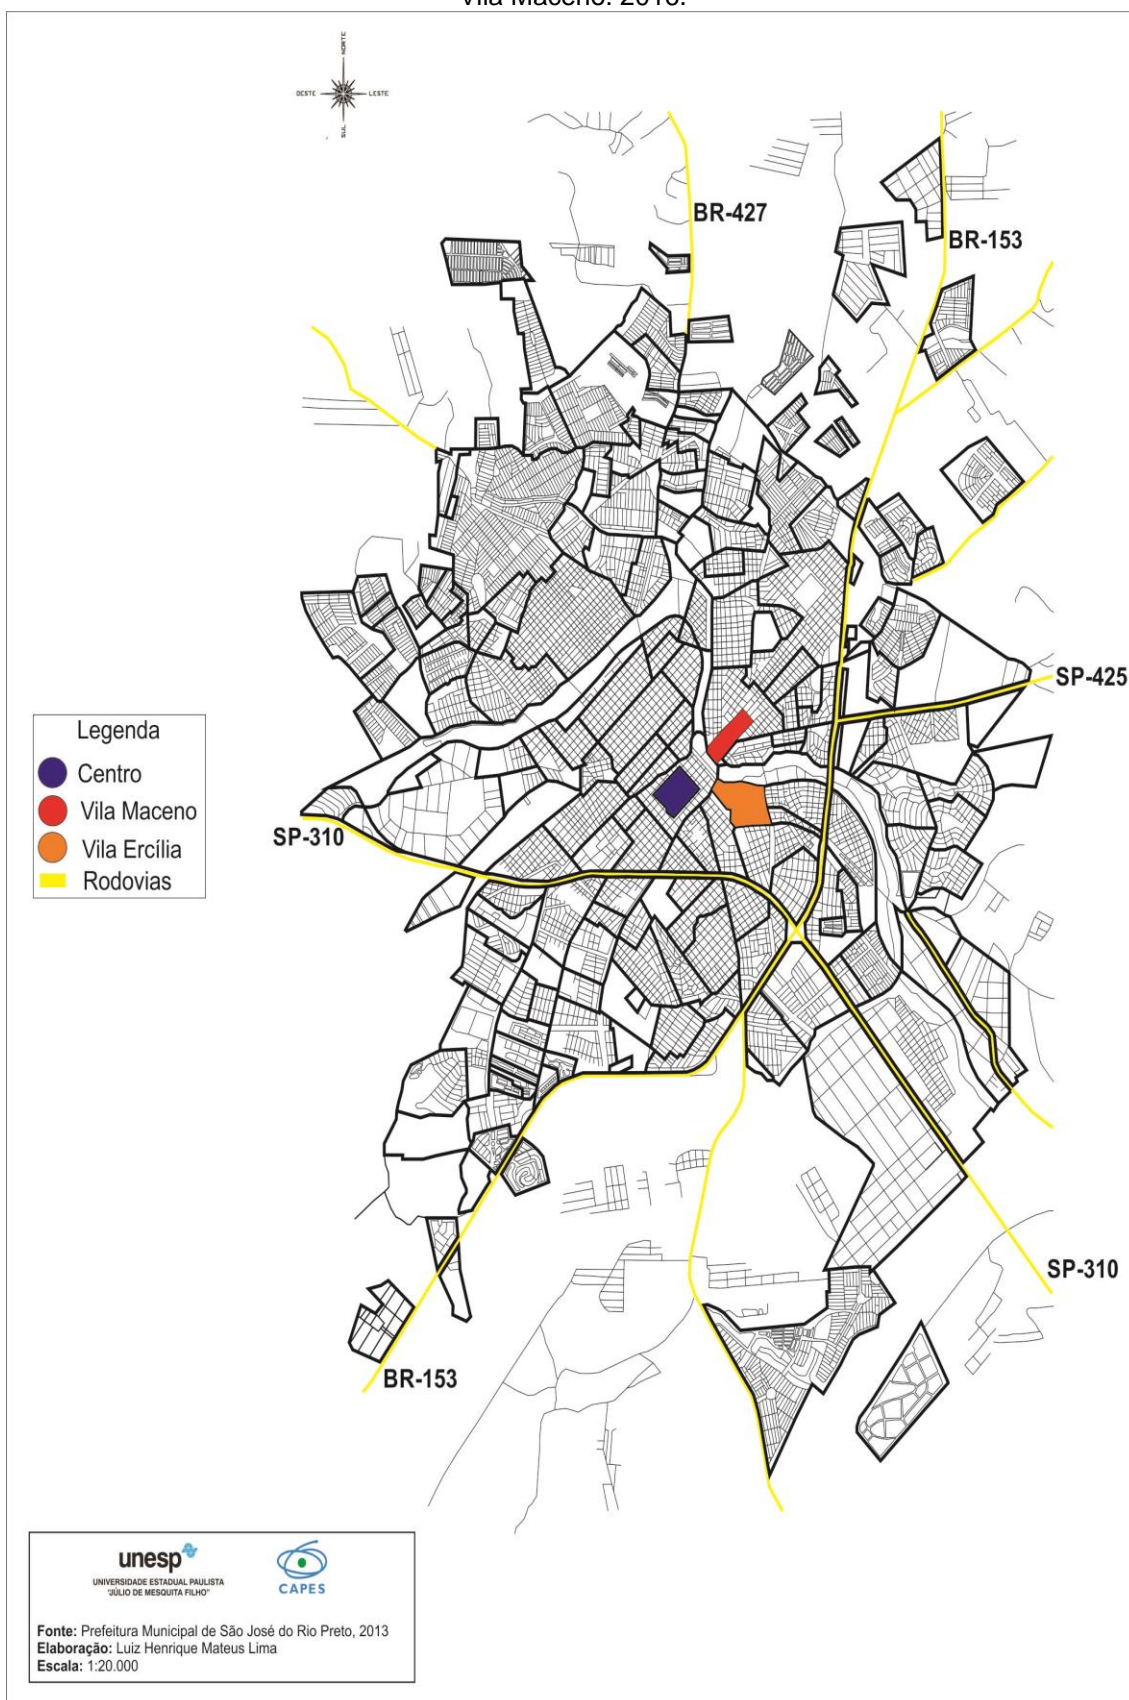 Vila Maceno. 2013.
NORTE
OESTE
LESTE
SUL
BR-427
BR-153
SP-425
Legenda
Centro
Vila Maceno
Vila Ercília
Rodovias
SP-310
SP-310
BR-153
unesp
UNIVERSIDADE ESTADUAL PAULISTA
"JÚLIO DE MESQUITA FILHO"
CAPES
Fonte: Prefeitura Municipal de São José do Rio Preto, 2013
Elaboração: Luiz Henrique Mateus Lima
Escala: 1:20.000